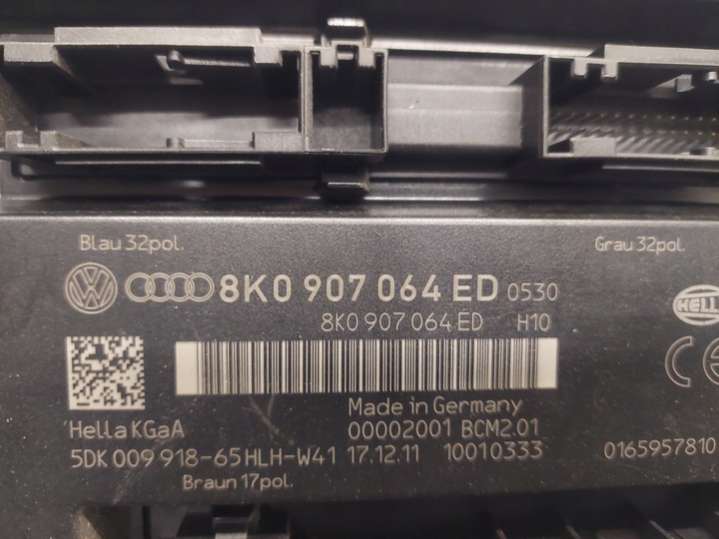 Blau 32pol. Grau 32pol.
8K0 907 064 ED 0530
8K0 907 064 ED H10
HELL
Made in Germany
Hella KGaA 00002001 BCM2.01
5DK 009 918-65 HLH-W41 17.12.11 10010333 0165957810
Braun 17pol.